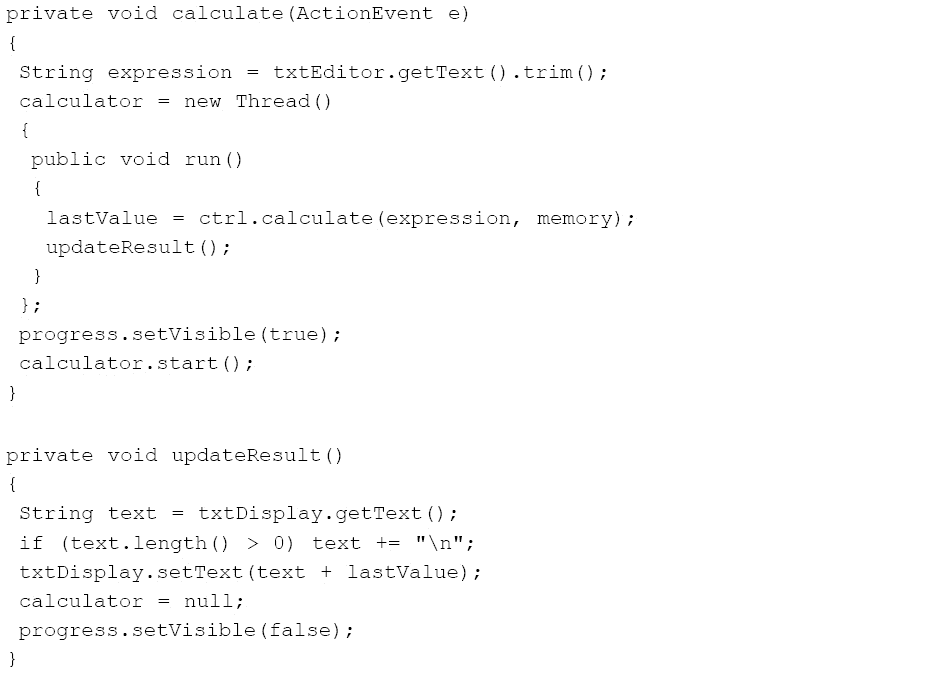 private void calculate(ActionEvent e)
{
 String expression = txtEditor.getText().trim();
 calculator = new Thread()
 {
  public void run()
  {
   lastValue = ctrl.calculate(expression, memory);
   updateResult();
  }
 };
 progress.setVisible(true);
 calculator.start();
}

private void updateResult()
{
 String text = txtDisplay.getText();
 if (text.length() > 0) text += "\n";
 txtDisplay.setText(text + lastValue);
 calculator = null;
 progress.setVisible(false);
}